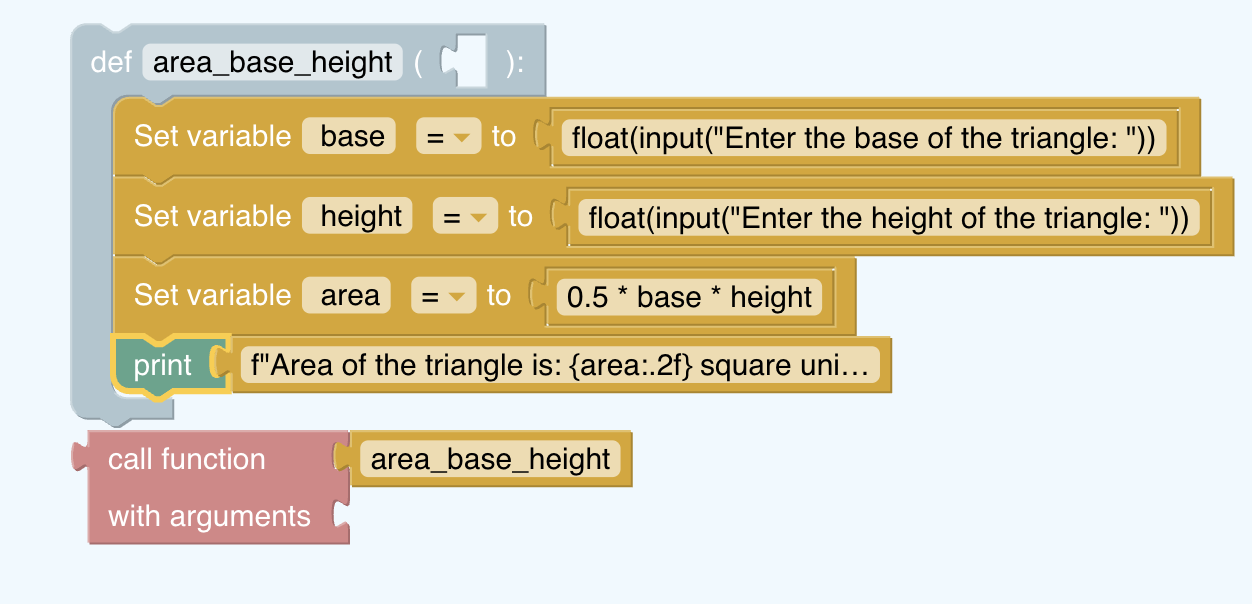 def area_base_height ( ):
Set variable base = to float(input("Enter the base of the triangle: "))
Set variable height = to float(input("Enter the height of the triangle: "))
Set variable area = to 0.5 * base * height
print f"Area of the triangle is: {area:.2f} square uni…
call function area_base_height
with arguments